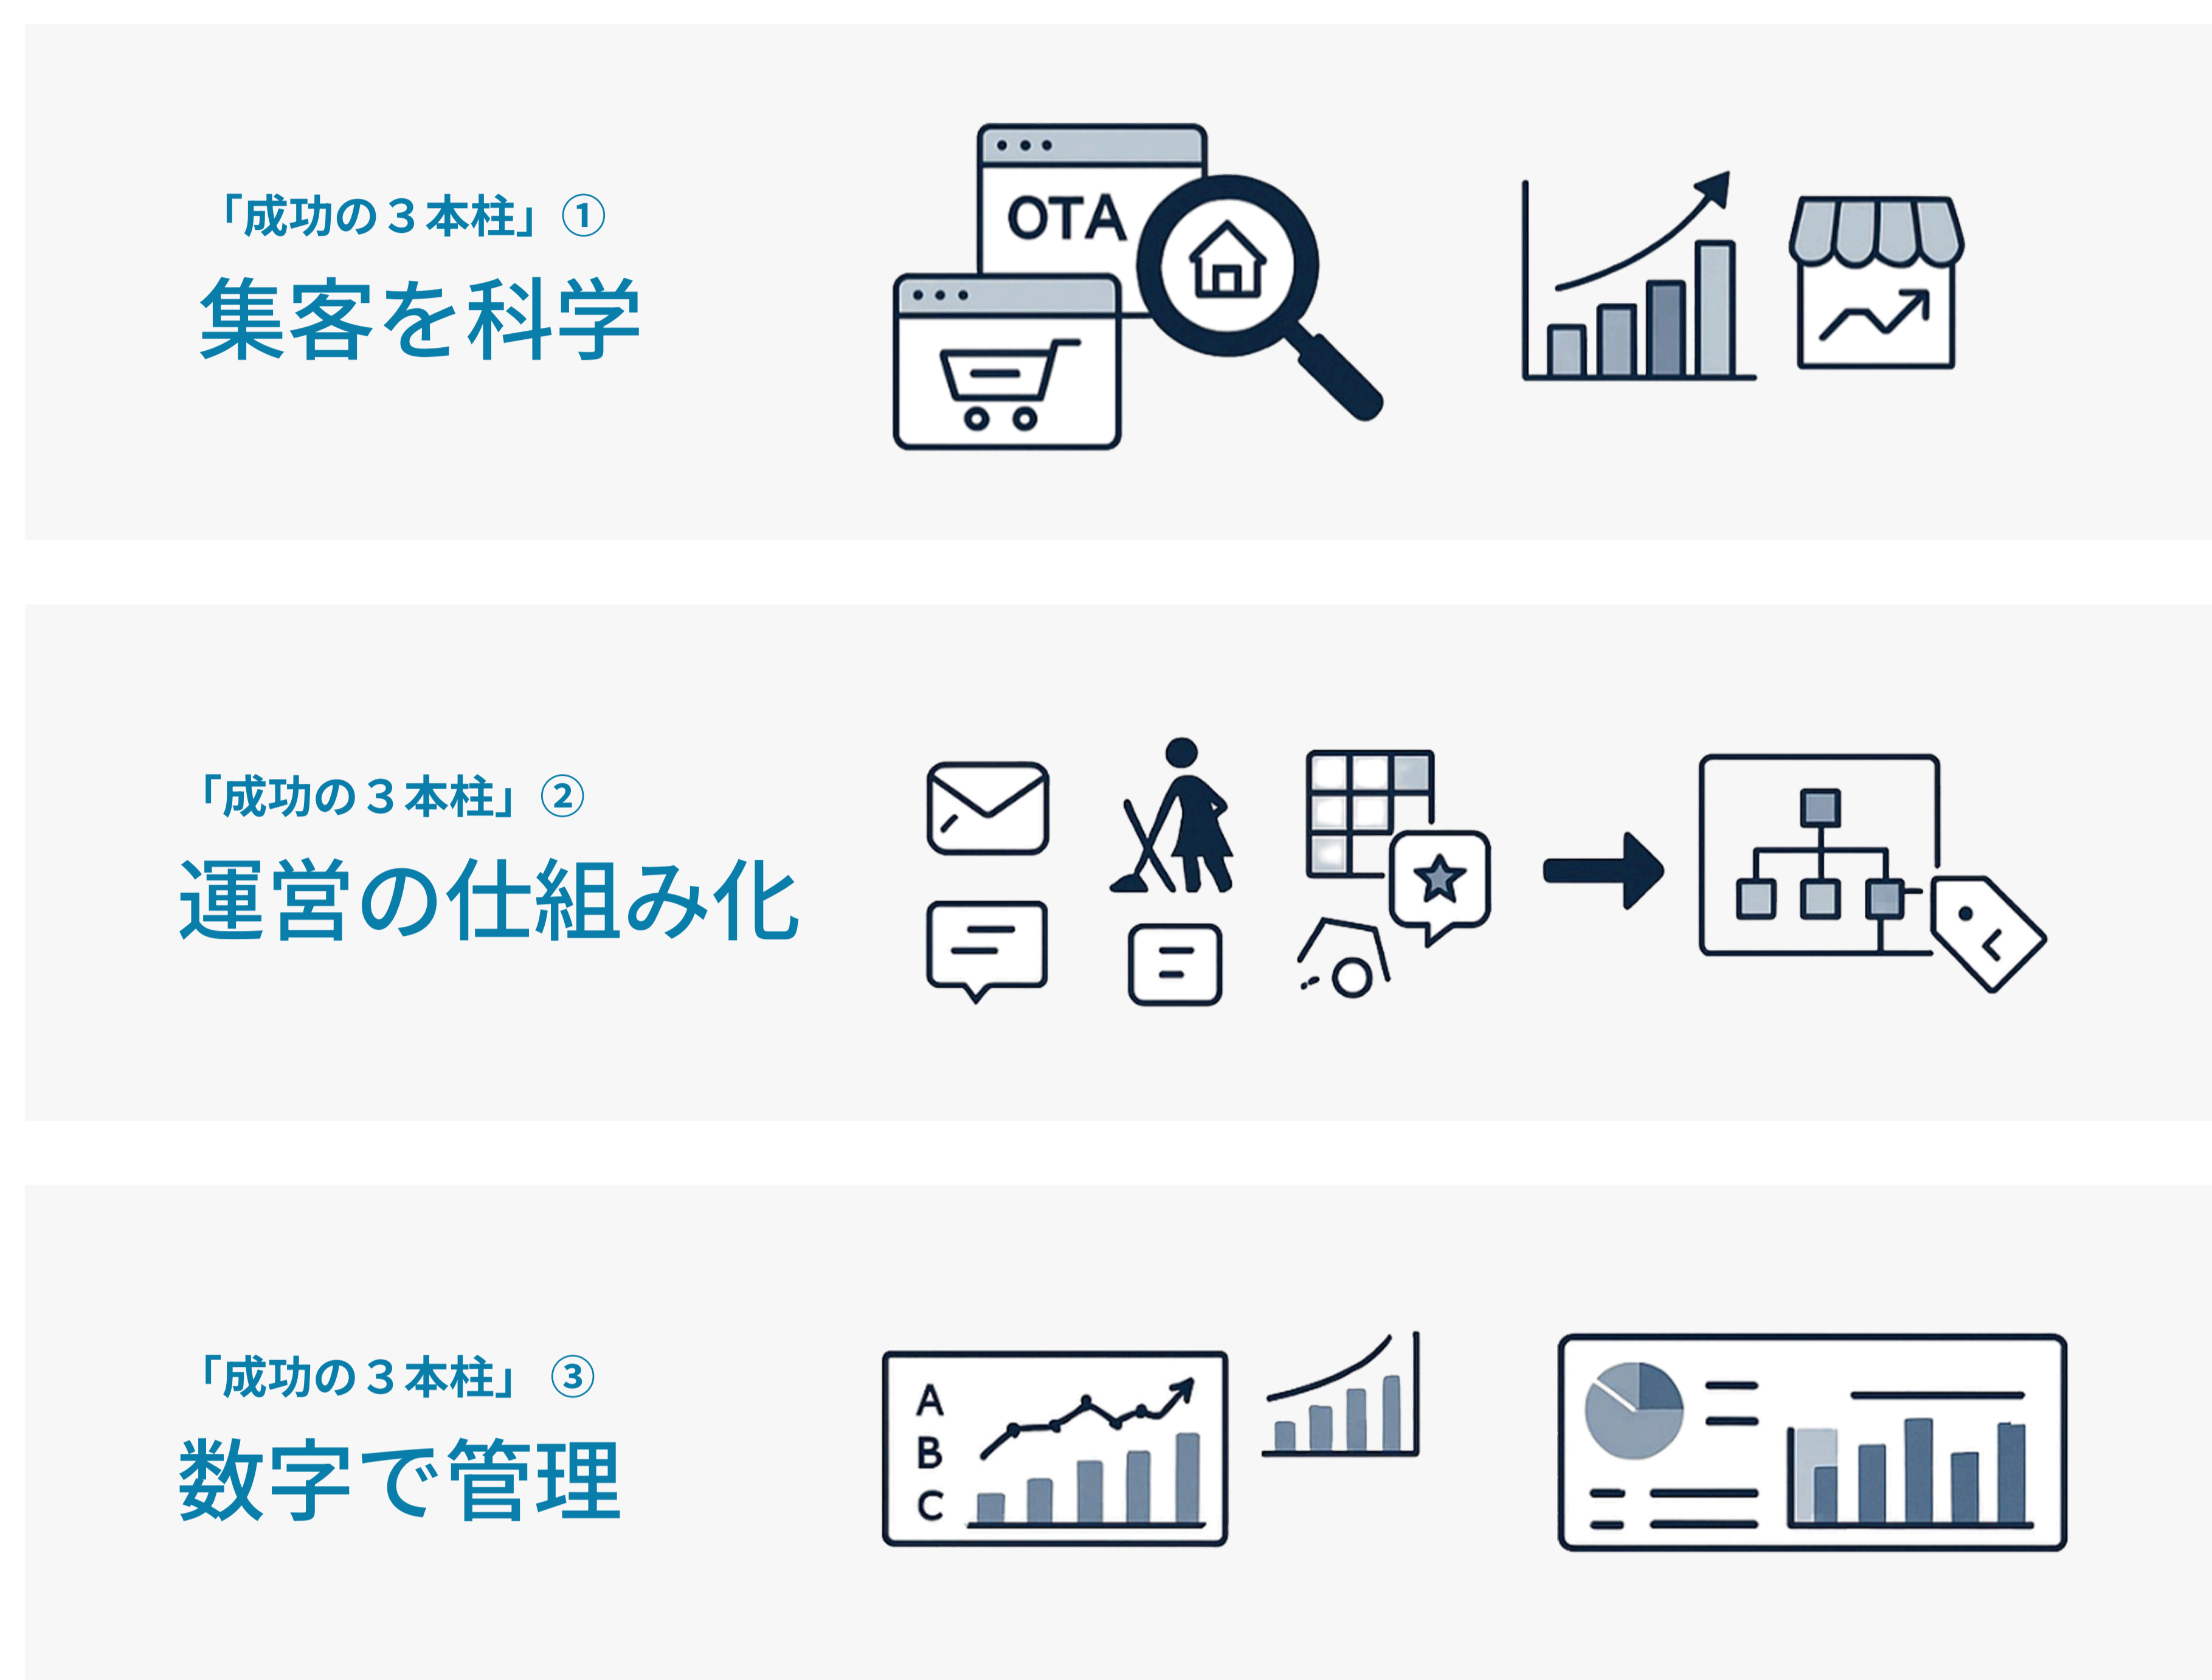 「成功の3本柱」①
集客を科学
OTA
「成功の3本柱」②
運営の仕組み化
「成功の3本柱」③
数字で管理
A
B
C